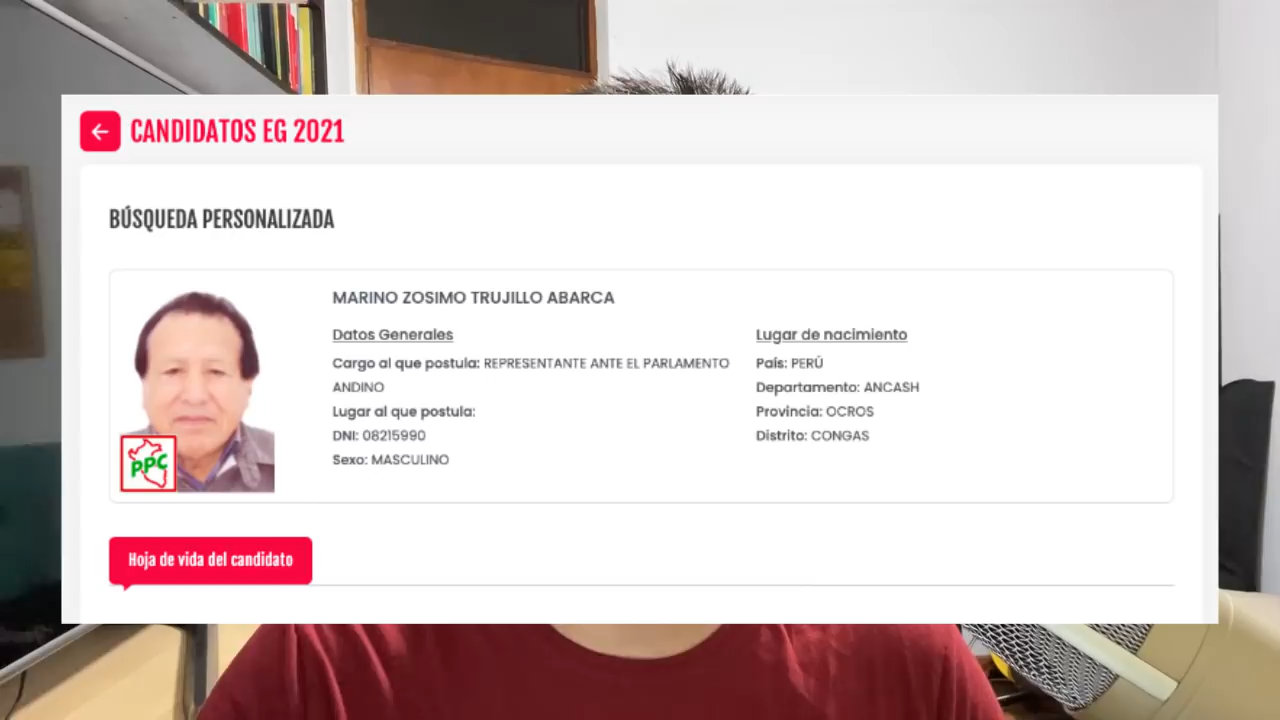 CANDIDATOS EG 2021
BÚSQUEDA PERSONALIZADA
MARINO ZOSIMO TRUJILLO ABARCA
Datos Generales
Cargo al que postula: REPRESENTANTE ANTE EL PARLAMENTO
ANDINO
Lugar al que postula:
DNI: 08215990
Sexo: MASCULINO
Lugar de nacimiento
País: PERÚ
Departamento: ANCASH
Provincia: OCROS
Distrito: CONGAS
PPC
Hoja de vida del candidato